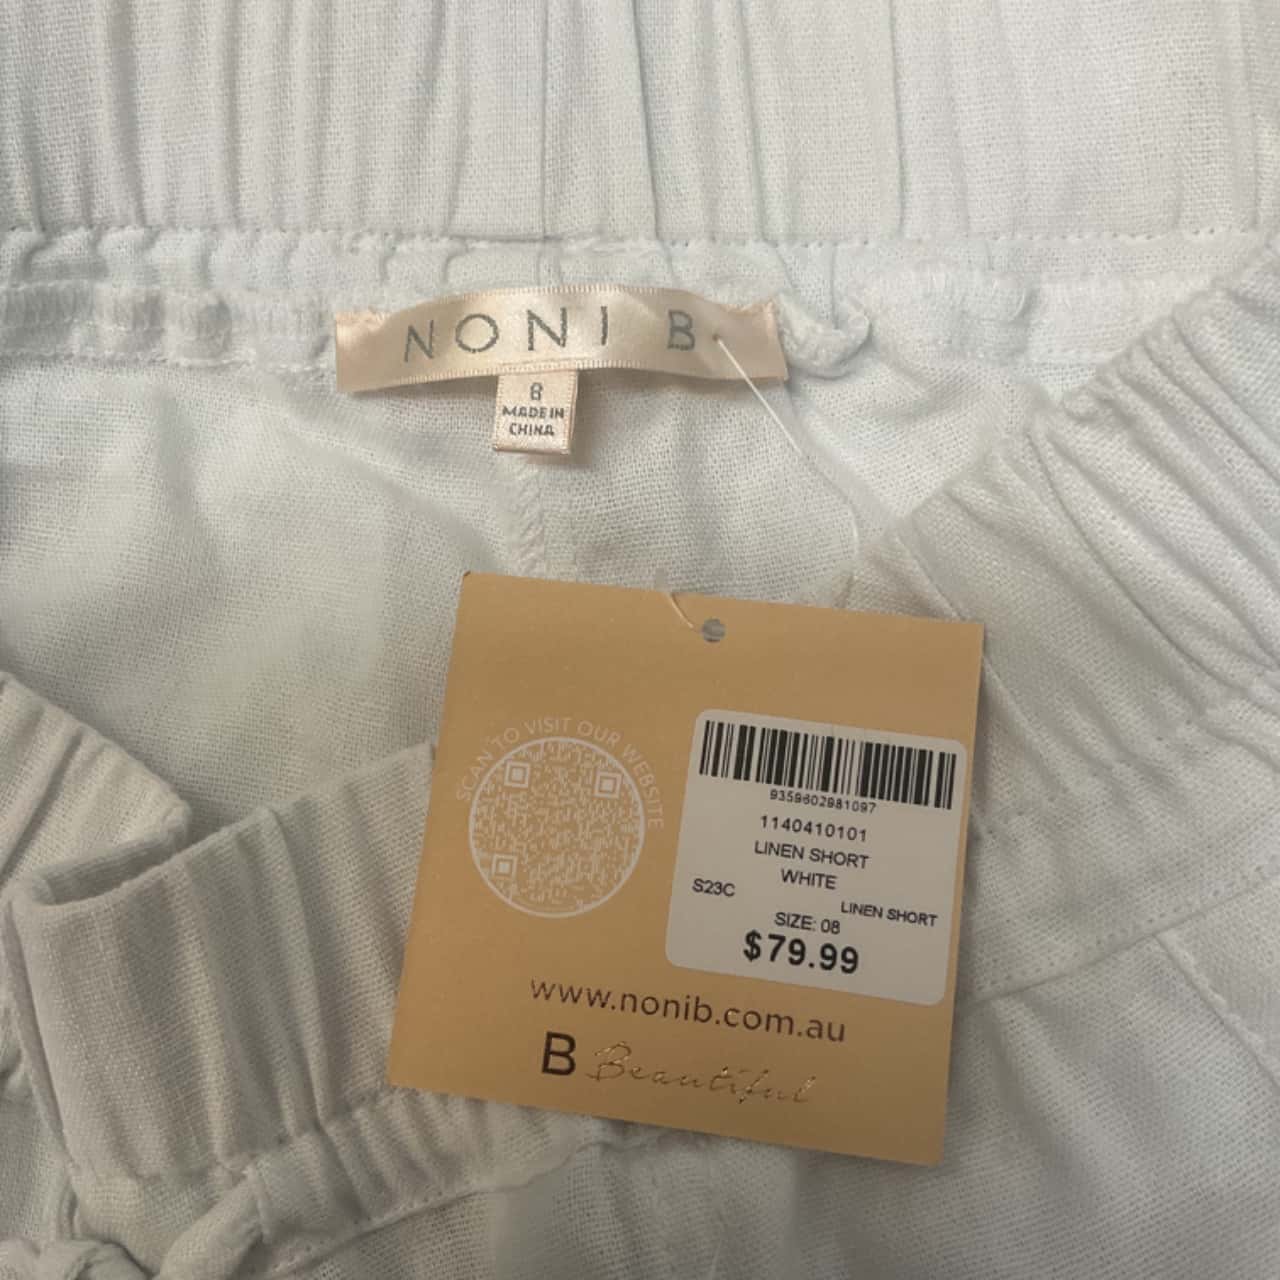 NONI B
8
MADE IN
CHINA
SCAN TO VISIT OUR WEBSITE
9359602981097
1140410101
LINEN SHORT
WHITE
S23C
LINEN SHORT
SIZE: 08
$79.99
www.nonib.com.au
B Beautiful